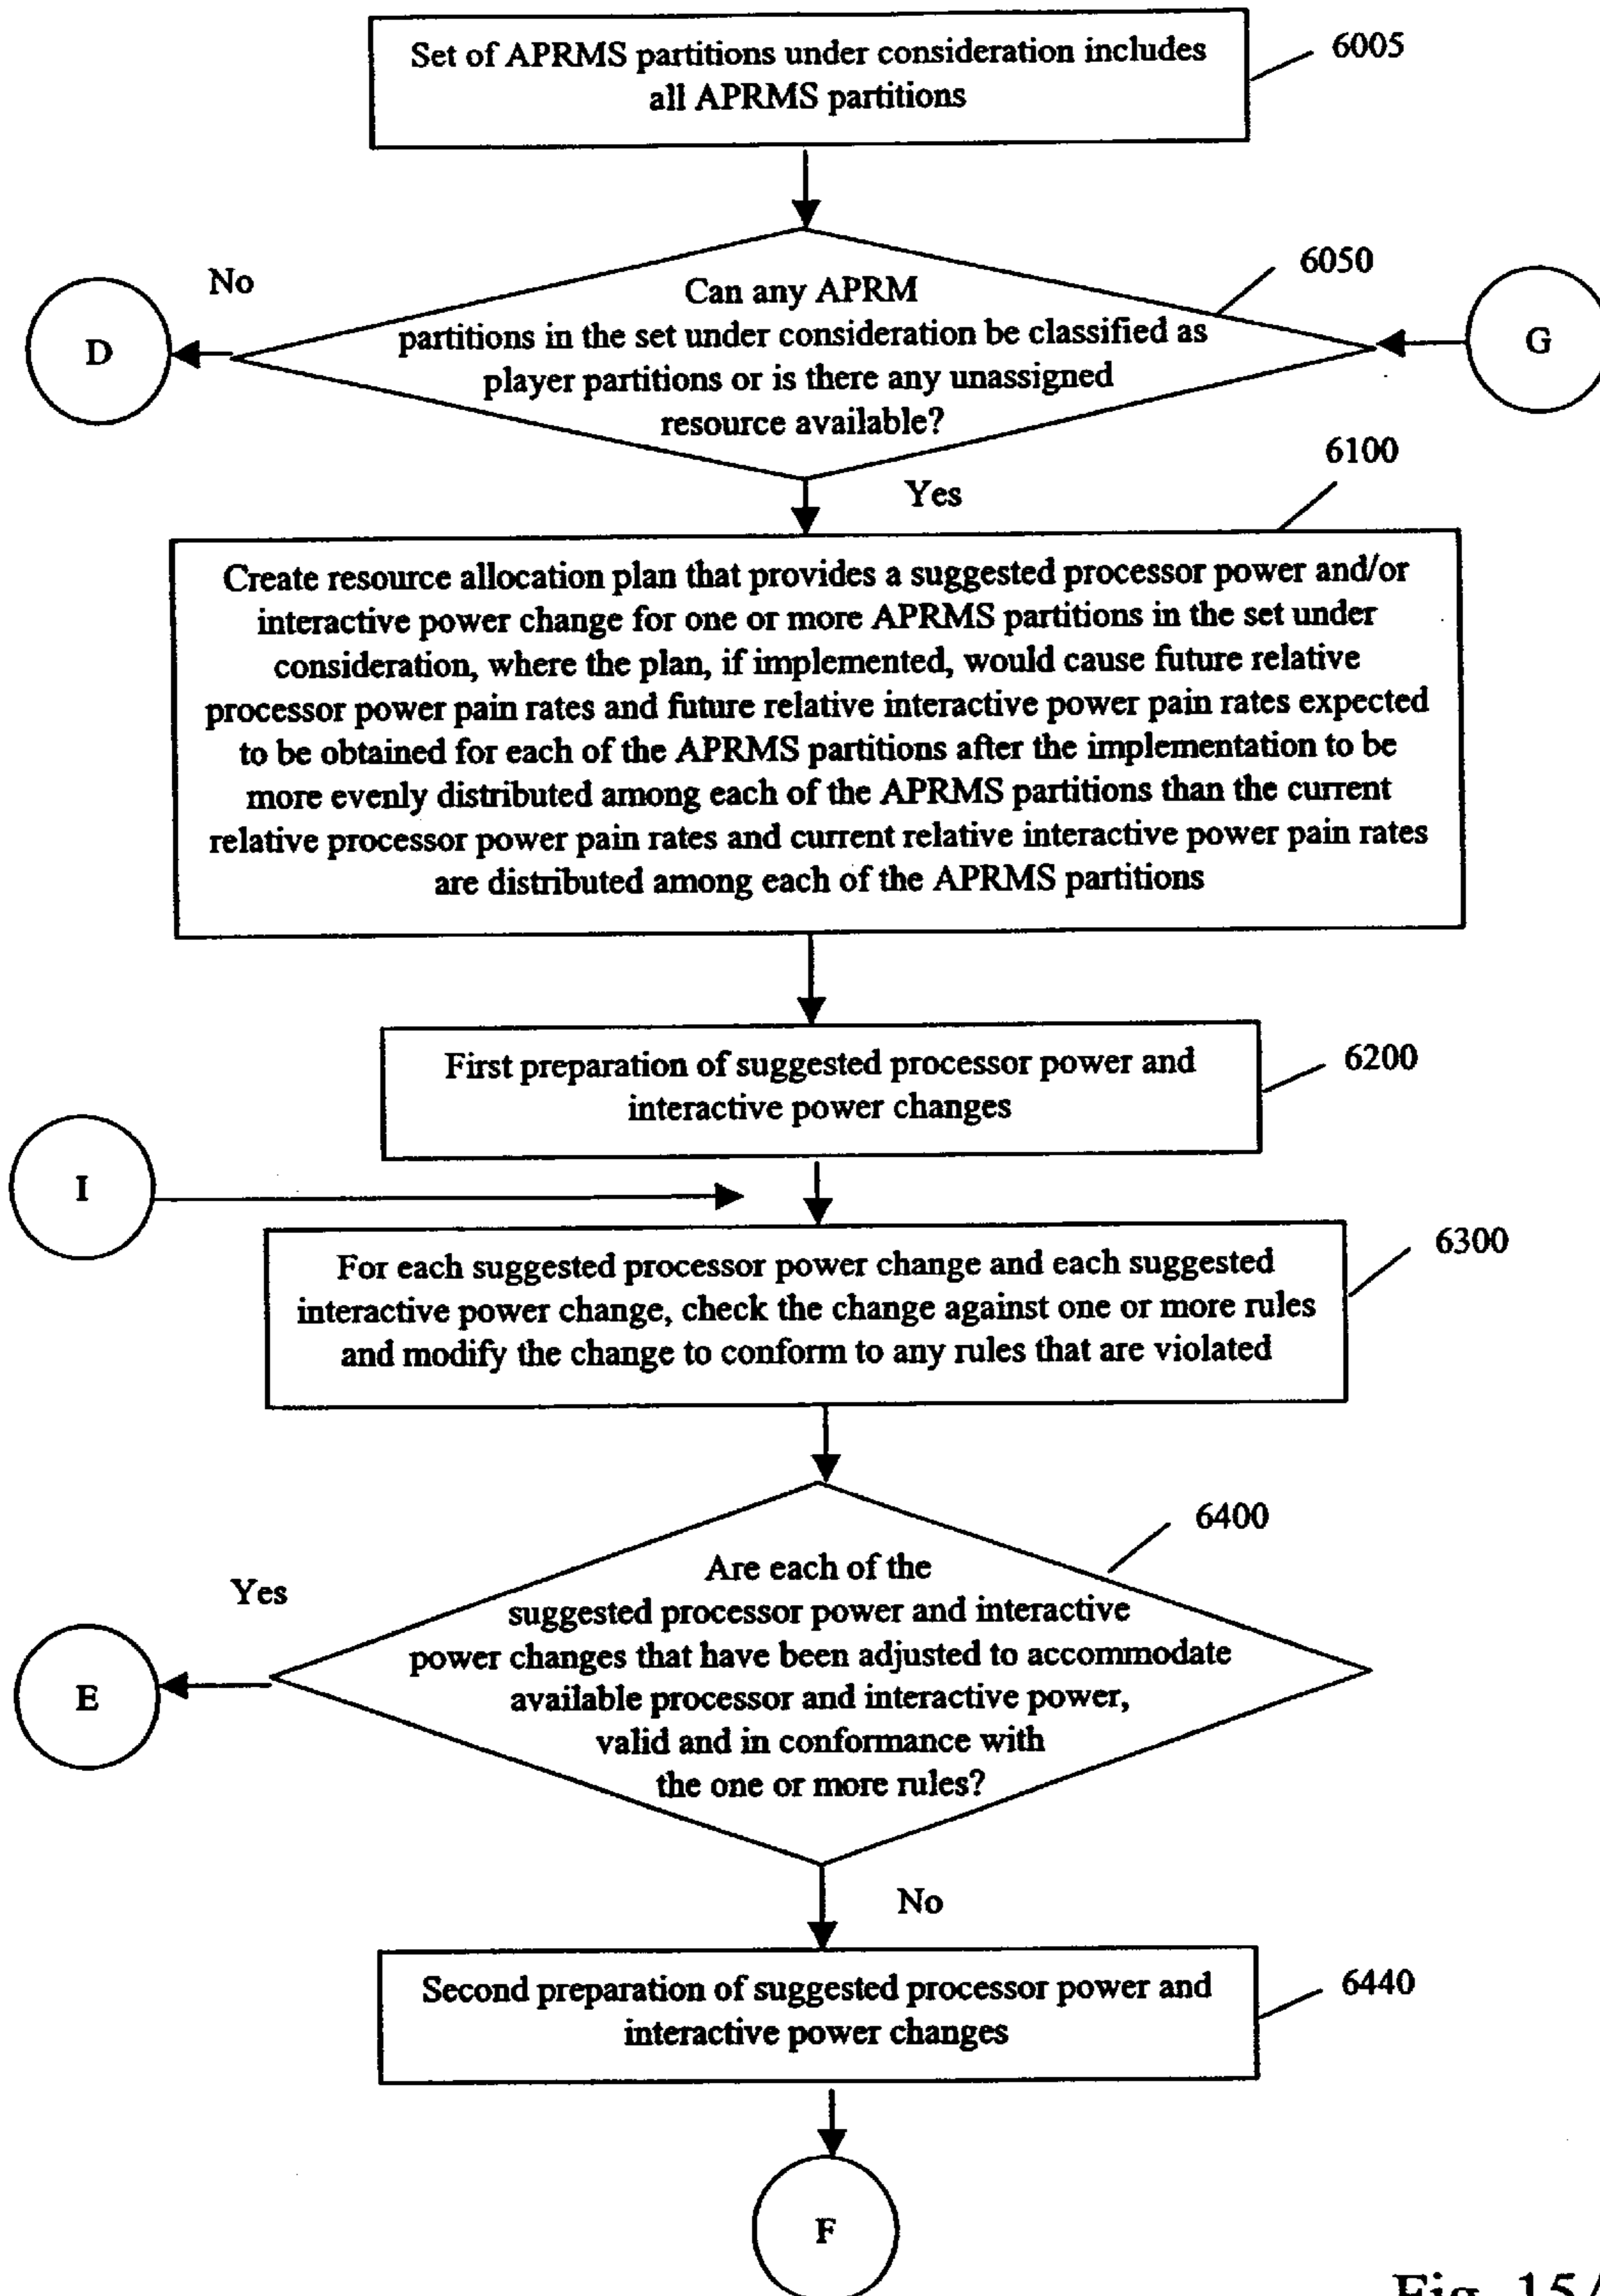 Set of APRMS partitions under consideration includes
all APRMS partitions
6005
No
6050
Can any APRM
partitions in the set under consideration be classified as
player partitions or is there any unassigned
resource available?
D
G
6100
Yes
Create resource allocation plan that provides a suggested processor power and/or
interactive power change for one or more APRMS partitions in the set under
consideration, where the plan, if implemented, would cause future relative
processor power pain rates and future relative interactive power pain rates expected
to be obtained for each of the APRMS partitions after the implementation to be
more evenly distributed among each of the APRMS partitions than the current
relative processor power pain rates and current relative interactive power pain rates
are distributed among each of the APRMS partitions
First preparation of suggested processor power and
interactive power changes
6200
I
For each suggested processor power change and each suggested
interactive power change, check the change against one or more rules
and modify the change to conform to any rules that are violated
6300
6400
Yes
Are each of the
suggested processor power and interactive
power changes that have been adjusted to accommodate
available processor and interactive power,
valid and in conformance with
the one or more rules?
E
No
Second preparation of suggested processor power and
interactive power changes
6440
F
Fig. 15A